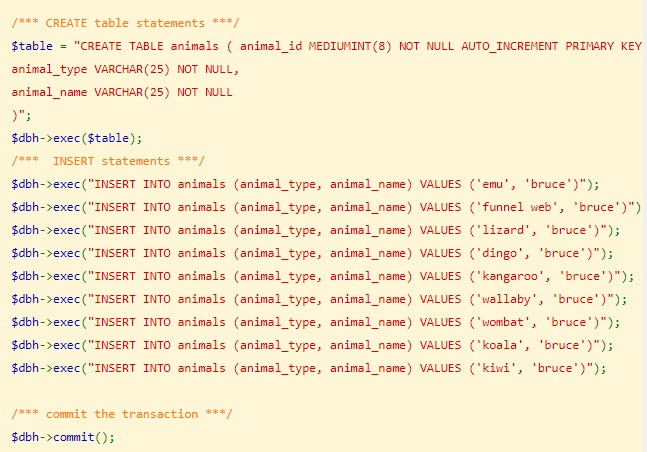 /*** CREATE table statements ***/
$table = "CREATE TABLE animals ( animal_id MEDIUMINT(8) NOT NULL AUTO_INCREMENT PRIMARY KEY
animal_type VARCHAR(25) NOT NULL,
animal_name VARCHAR(25) NOT NULL
)";
$dbh->exec($table);
/***  INSERT statements ***/
$dbh->exec("INSERT INTO animals (animal_type, animal_name) VALUES ('emu', 'bruce')");
$dbh->exec("INSERT INTO animals (animal_type, animal_name) VALUES ('funnel web', 'bruce')")
$dbh->exec("INSERT INTO animals (animal_type, animal_name) VALUES ('lizard', 'bruce')");
$dbh->exec("INSERT INTO animals (animal_type, animal_name) VALUES ('dingo', 'bruce')");
$dbh->exec("INSERT INTO animals (animal_type, animal_name) VALUES ('kangaroo', 'bruce')");
$dbh->exec("INSERT INTO animals (animal_type, animal_name) VALUES ('wallaby', 'bruce')");
$dbh->exec("INSERT INTO animals (animal_type, animal_name) VALUES ('wombat', 'bruce')");
$dbh->exec("INSERT INTO animals (animal_type, animal_name) VALUES ('koala', 'bruce')");
$dbh->exec("INSERT INTO animals (animal_type, animal_name) VALUES ('kiwi', 'bruce')");
/*** commit the transaction ***/
$dbh->commit();